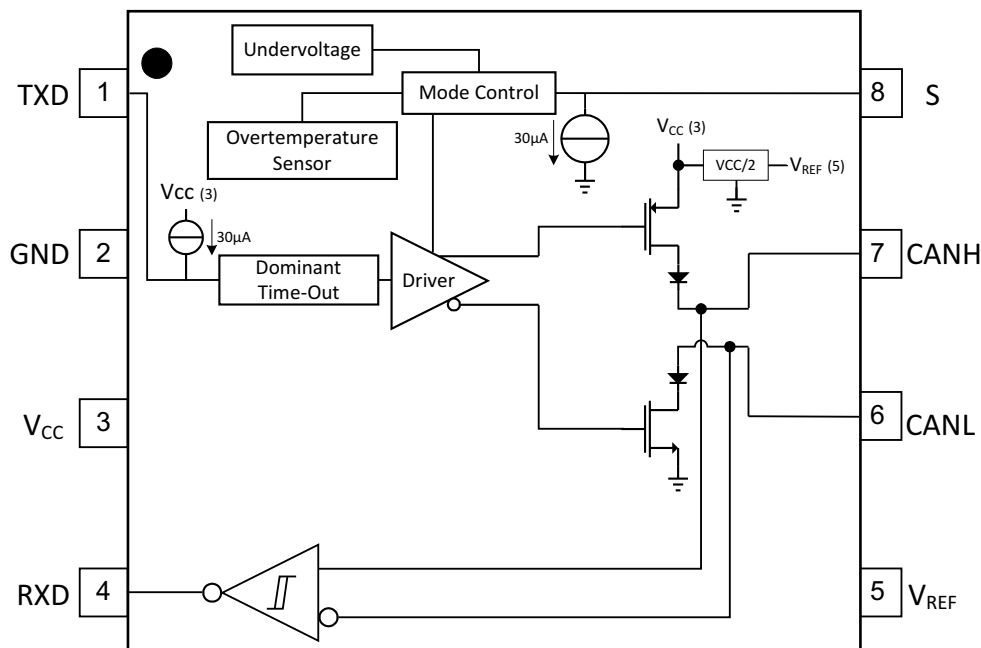 Undervoltage
TXD
1
Mode Control
8
S
Overtemperature
Sensor
30µA
VCC (3)
VCC/2
VREF (5)
Vcc (3)
30µA
GND
2
Dominant
Time-Out
Driver
7
CANH
VCC
3
6
CANL
RXD
4
5
VREF